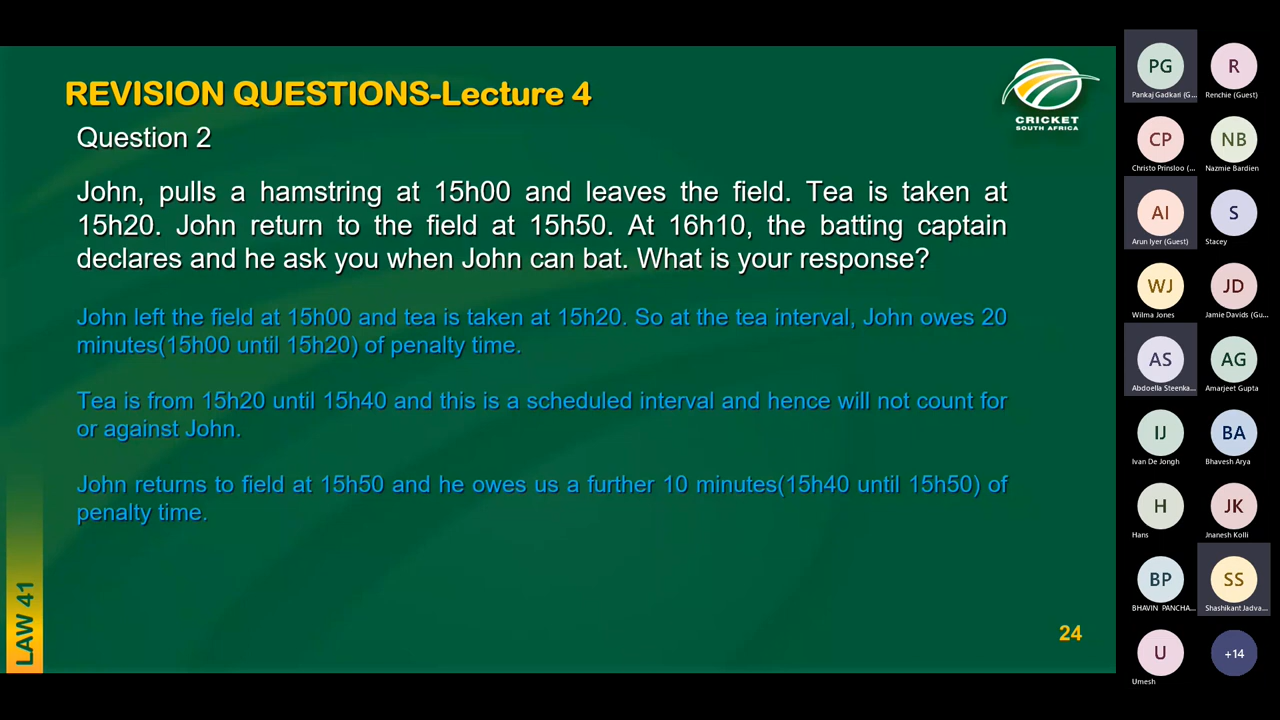 REVISION QUESTIONS-Lecture 4
CRICKET
SOUTH AFRICA
Question 2
John, pulls a hamstring at 15h00 and leaves the field. Tea is taken at
15h20. John return to the field at 15h50. At 16h10, the batting captain
declares and he ask you when John can bat. What is your response?
John left the field at 15h00 and tea is taken at 15h20. So at the tea interval, John owes 20
minutes(15h00 until 15h20) of penalty time.
Tea is from 15h20 until 15h40 and this is a scheduled interval and hence will not count for
or against John.
John returns to field at 15h50 and he owes us a further 10 minutes(15h40 until 15h50) of
penalty time.
LAW 41
24
PG
Pankaj Gadkari (G...
R
Renchie (Guest)
CP
Christo Prinsloo (...
NB
Nazmie Bardien
AI
Arun Iyer (Guest)
S
Stacey
WJ
Wilma Jones
JD
Jamie Davids (Gu...
AS
Abdoella Steenka...
AG
Amarjeet Gupta
IJ
Ivan De Jongh
BA
Bhavesh Arya
H
Hans
JK
Jnanesh Kolli
BP
BHAVIN PANCHA...
SS
Shashikant Jadva...
U
Umesh
+14